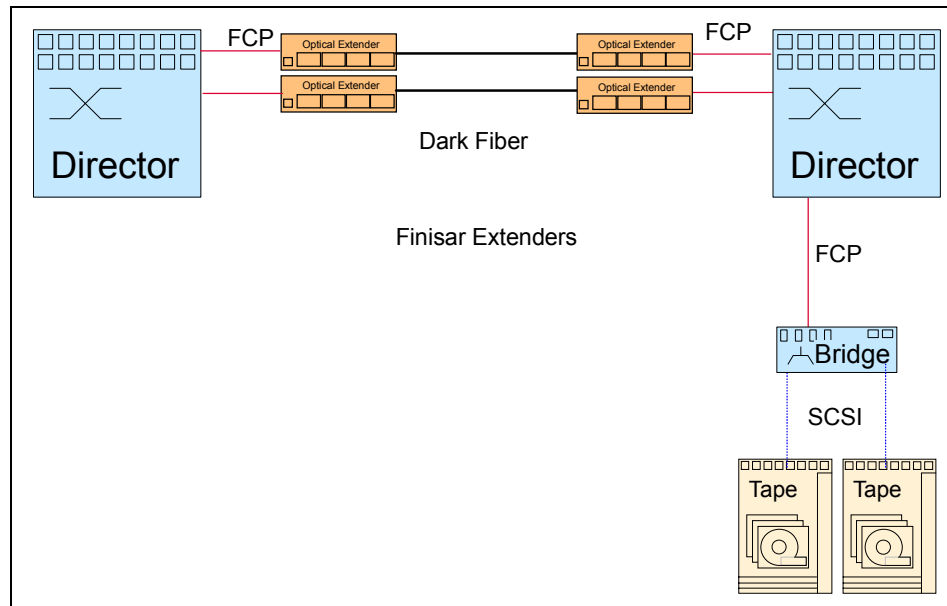 FCP
Optical Extender
Optical Extender
FCP
Optical Extender
Optical Extender
Director
Dark Fiber
Director
Finisar Extenders
FCP
Bridge
SCSI
Tape
Tape